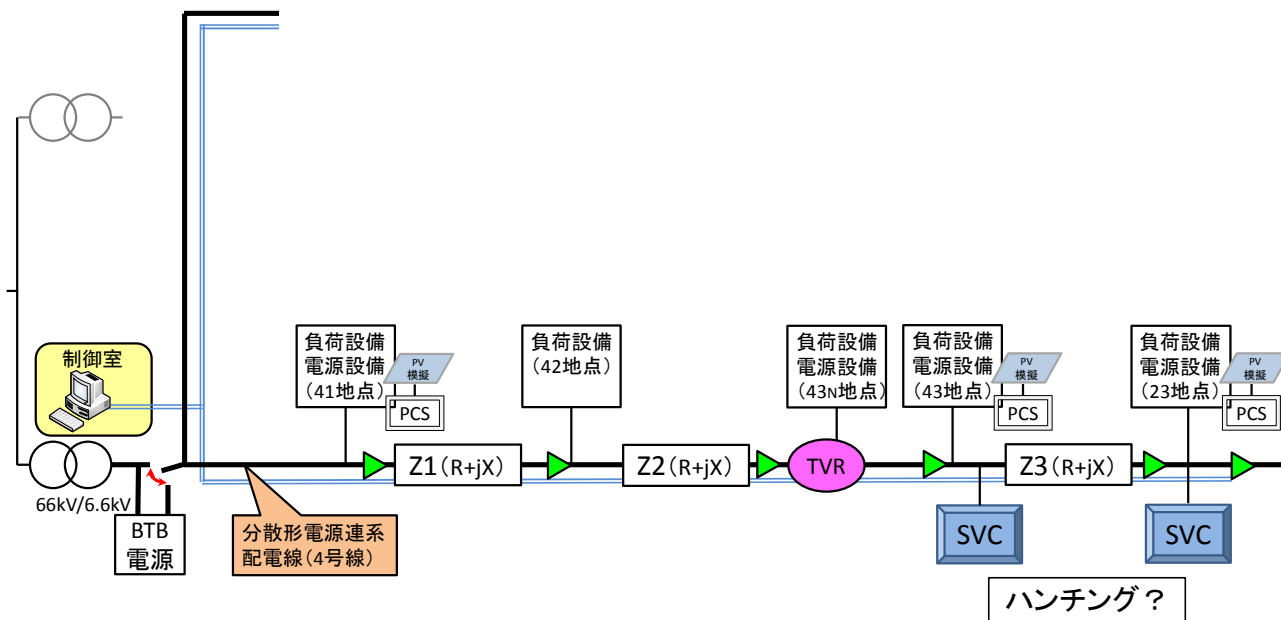 制御室
66kV/6.6kV
BTB
電源
分散形電源連系
配電線(4号線)
負荷設備
電源設備
(41地点)
PV
模擬
PCS
Z1(R+jX)
負荷設備
(42地点)
Z2(R+jX)
負荷設備
電源設備
(43N地点)
TVR
負荷設備
電源設備
(43地点)
PV
模擬
PCS
SVC
Z3(R+jX)
負荷設備
電源設備
(23地点)
PV
模擬
PCS
SVC
ハンチング？